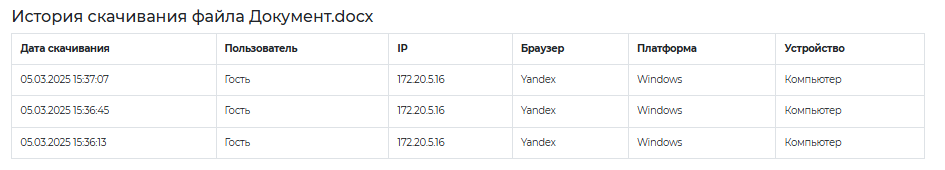 История скачивания файла Документ.docx
Дата скачивания Пользователь IP Браузер Платформа Устройство
05.03.2025 15:37:07 Гость 172.20.5.16 Yandex Windows Компьютер
05.03.2025 15:36:45 Гость 172.20.5.16 Yandex Windows Компьютер
05.03.2025 15:36:13 Гость 172.20.5.16 Yandex Windows Компьютер